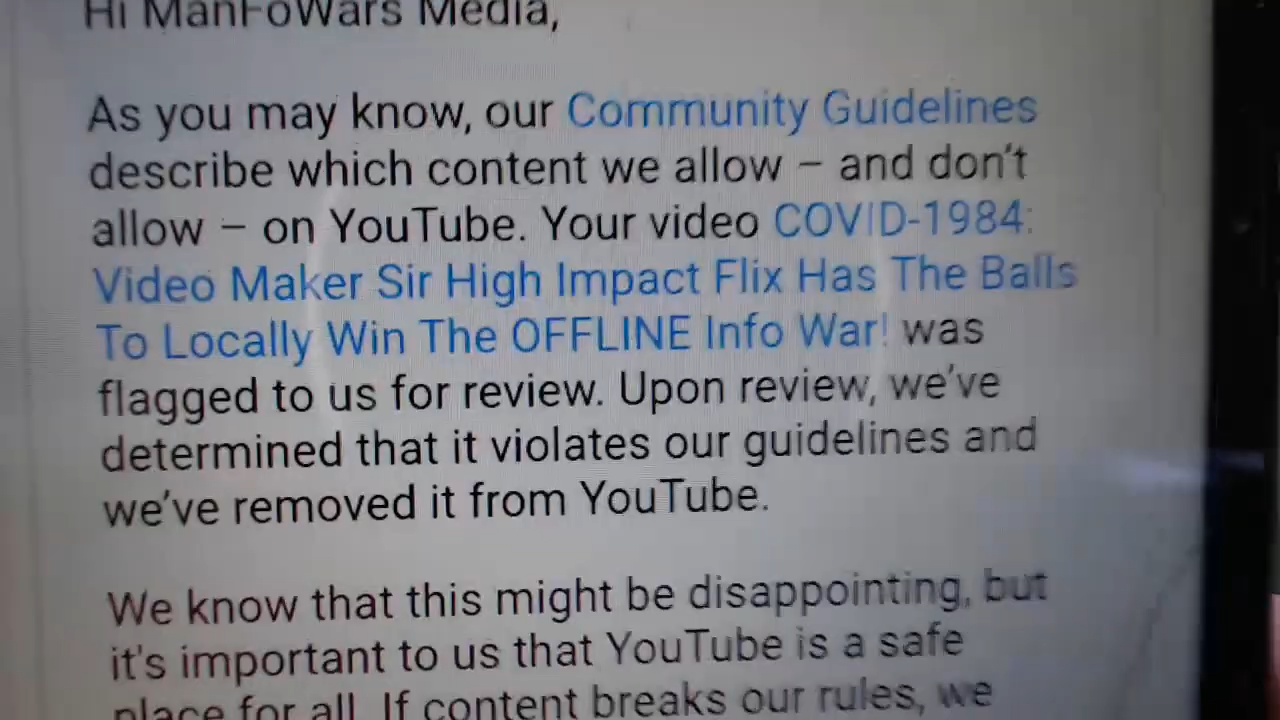 Hi ManFoWars Media,
As you may know, our Community Guidelines
describe which content we allow – and don't
allow – on YouTube. Your video COVID-1984:
Video Maker Sir High Impact Flix Has The Balls
To Locally Win The OFFLINE Info War! was
flagged to us for review. Upon review, we've
determined that it violates our guidelines and
we've removed it from YouTube.
We know that this might be disappointing, but
it's important to us that YouTube is a safe
place for all. If content breaks our rules, we